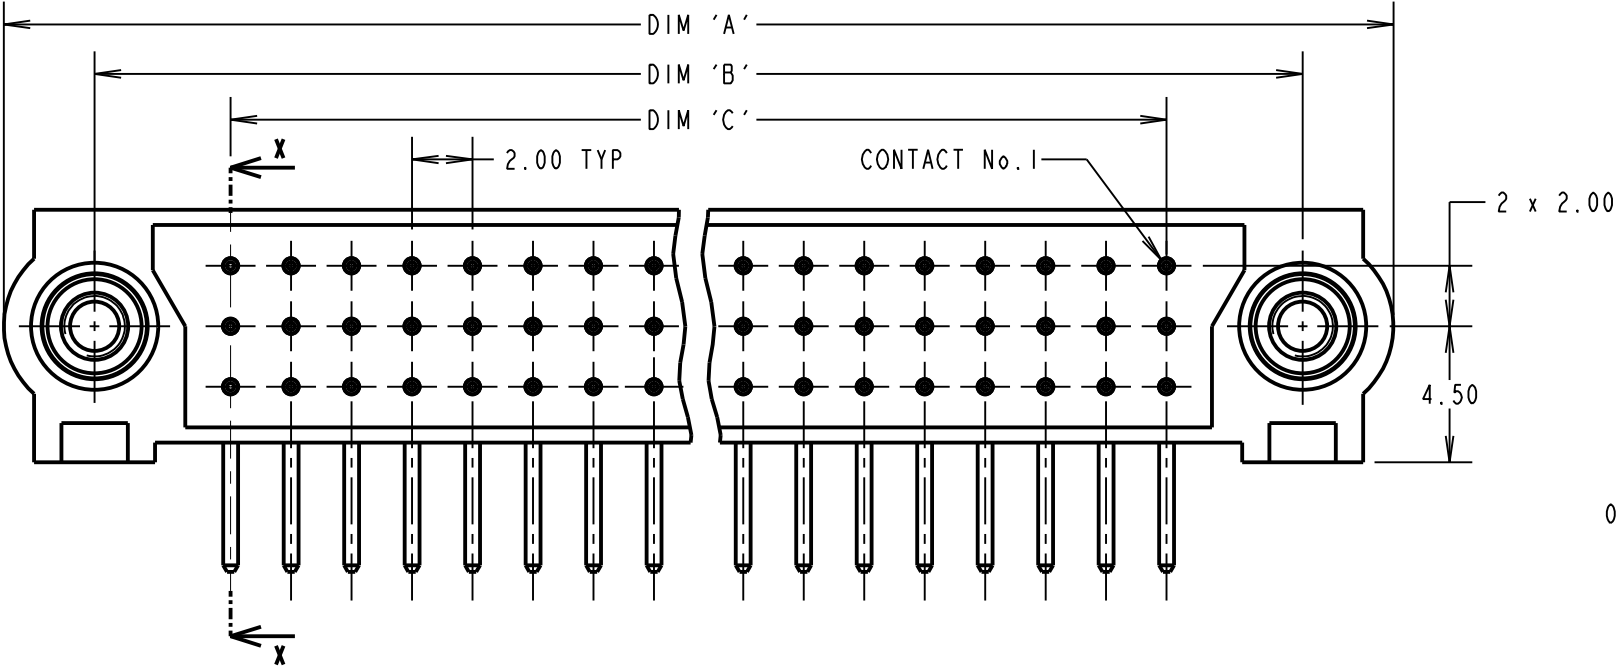 DIM 'A'
DIM 'B'
DIM 'C'
X
2.00 TYP
CONTACT No.1
2 x 2.00
4.50
0
X